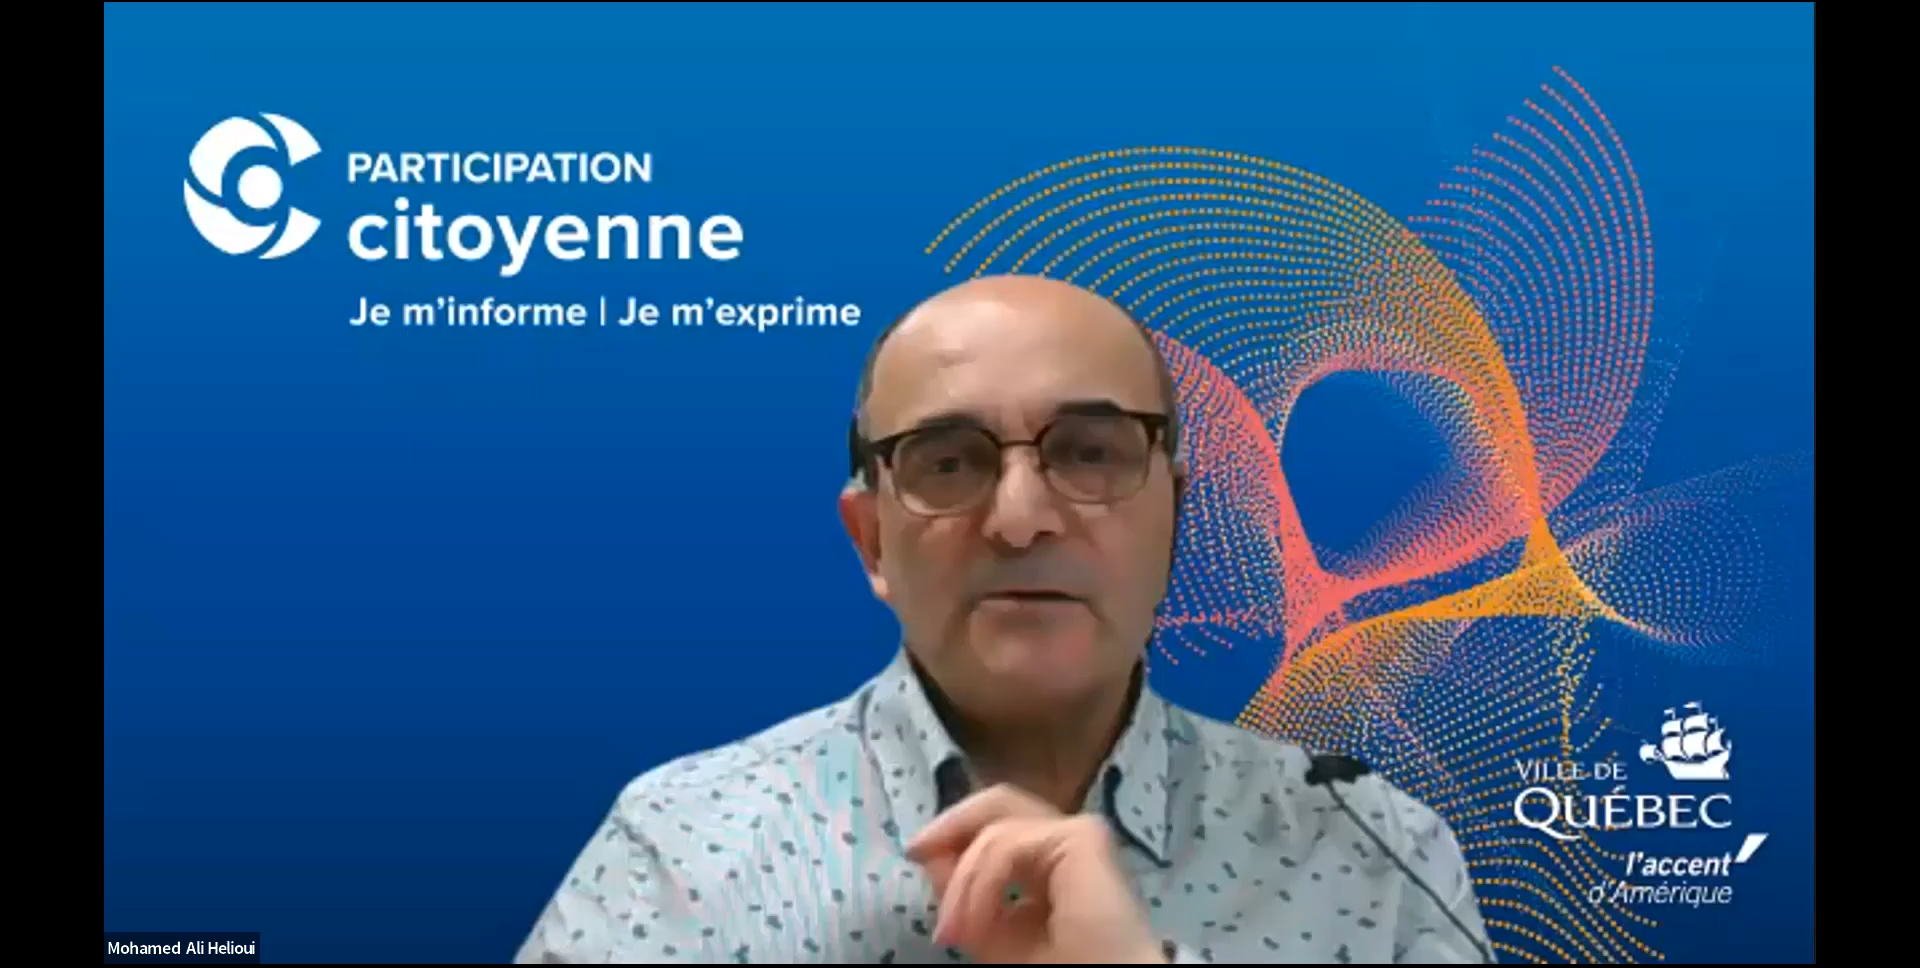 PARTICIPATION
citoyenne
Je m'informe | Je m'exprime
VILLE DE
QUÉBEC
l'accent
d'Amérique
Mohamed Ali Helioui